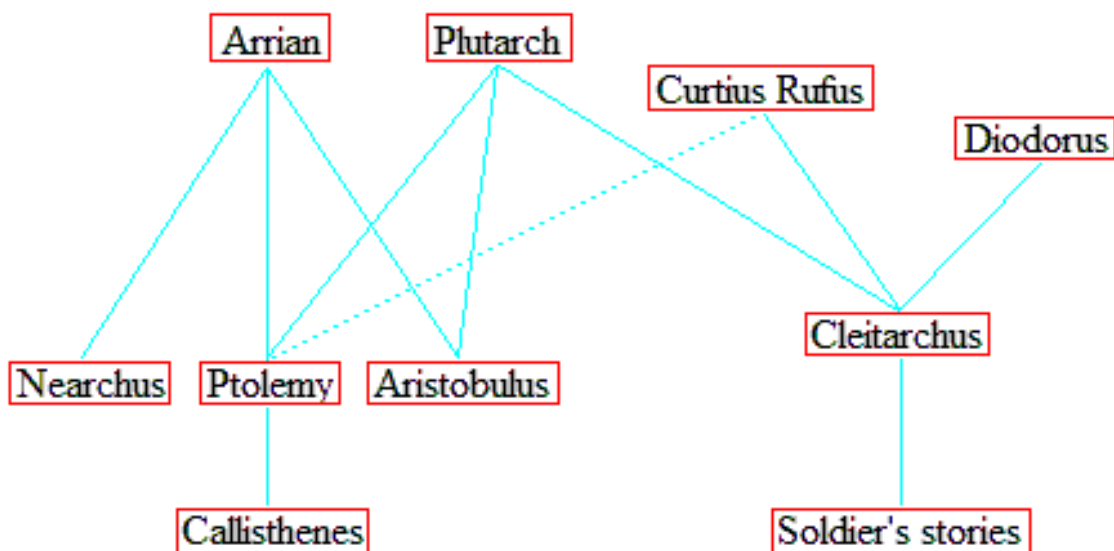 Arrian
Plutarch
Curtius Rufus
Diodorus
Cleitarchus
Nearchus
Ptolemy
Aristobulus
Callisthenes
Soldier's stories